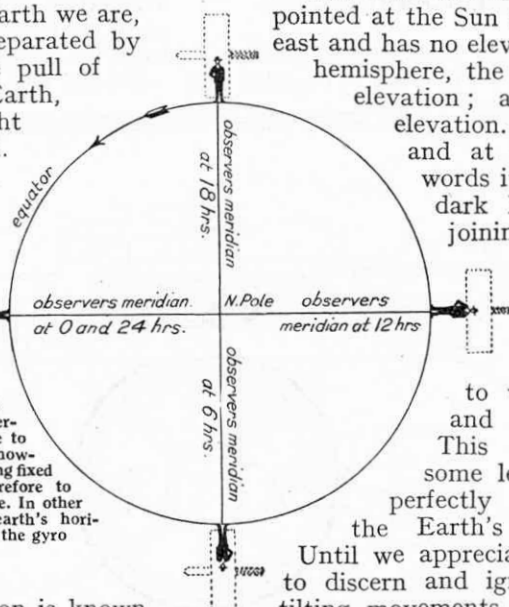 arth we are,
eparated by
pull of
Earth,
ht
pointed at the Sun
east and has no elev
hemisphere, the
elevation ; a
elevation.
and at
words i
dark
joinin
equator
observers meridian
at 18 hrs.
observers meridian.
at 0 and 24 hrs.
N.Pole
observers
meridian at 12 hrs
observers meridian
at 6 hrs.
er-
e to
how-
ng fixed
refore to
e. In other
earth's hori-
the gyro
on is known
to
and
This
some le
perfectly
the Earth's
Until we apprecia
to discern and ig
tilting movements